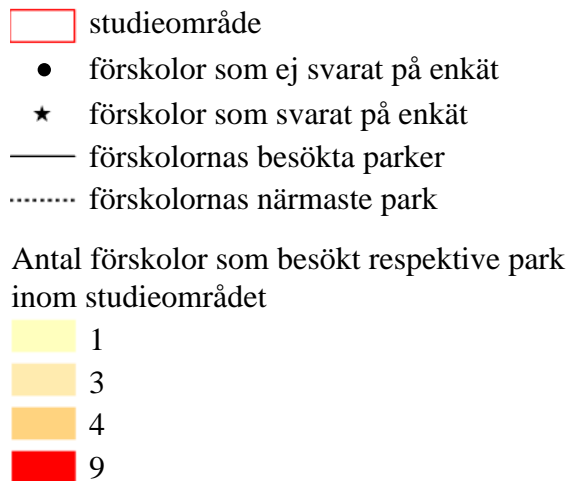 studieområde
förskolor som ej svarat på enkät
förskolor som svarat på enkät
förskolornas besökta parker
förskolornas närmaste park
Antal förskolor som besökt respektive park
inom studieområdet
1
3
4
9